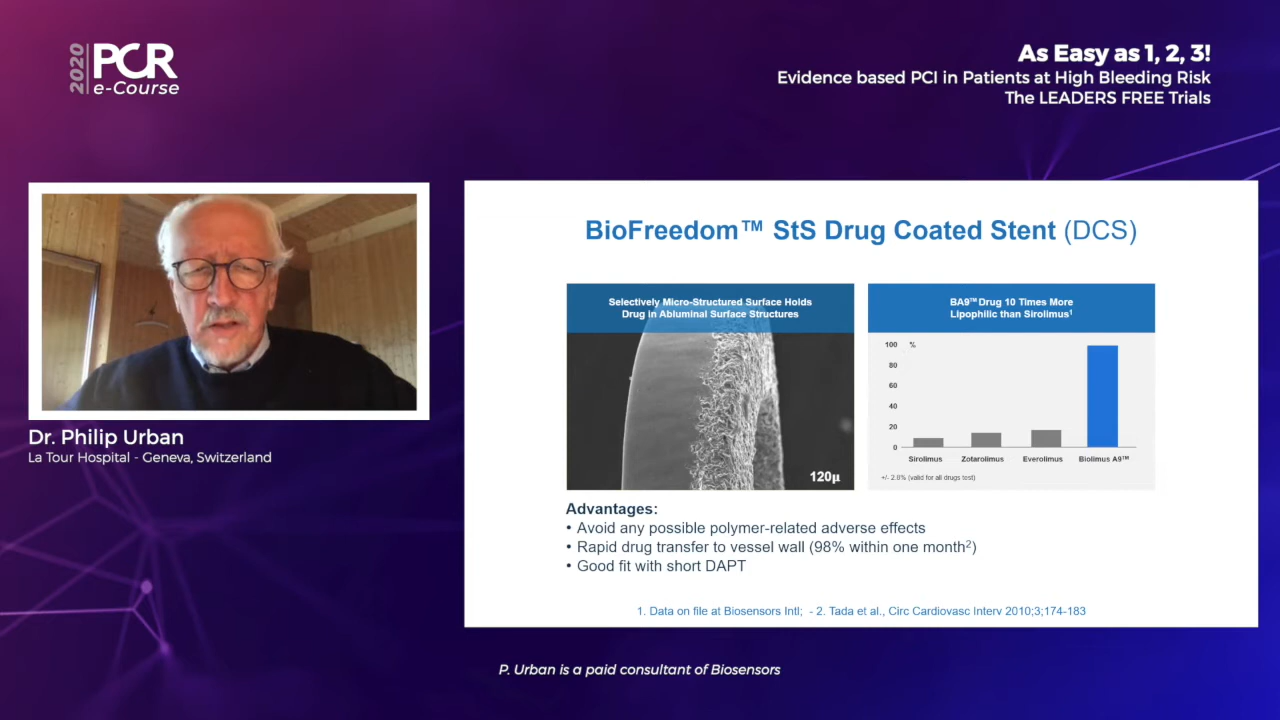 2020 PCR
e-Course
As Easy as 1, 2, 3!
Evidence based PCI in Patients at High Bleeding Risk
The LEADERS FREE Trials
Dr. Philip Urban
La Tour Hospital - Geneva, Switzerland
BioFreedom™ StS Drug Coated Stent (DCS)
Selectively Micro-Structured Surface Holds
Drug in Abluminal Surface Structures
120μ
BA9™ Drug 10 Times More
Lipophilic than Sirolimus¹
100 %
80
60
40
20
0
Sirolimus Zotarolimus Everolimus Biolimus A9™
+/- 2.8% (valid for all drugs test)
Advantages:
• Avoid any possible polymer-related adverse effects
• Rapid drug transfer to vessel wall (98% within one month²)
• Good fit with short DAPT
1. Data on file at Biosensors Intl; - 2. Tada et al., Circ Cardiovasc Interv 2010;3;174-183
P. Urban is a paid consultant of Biosensors